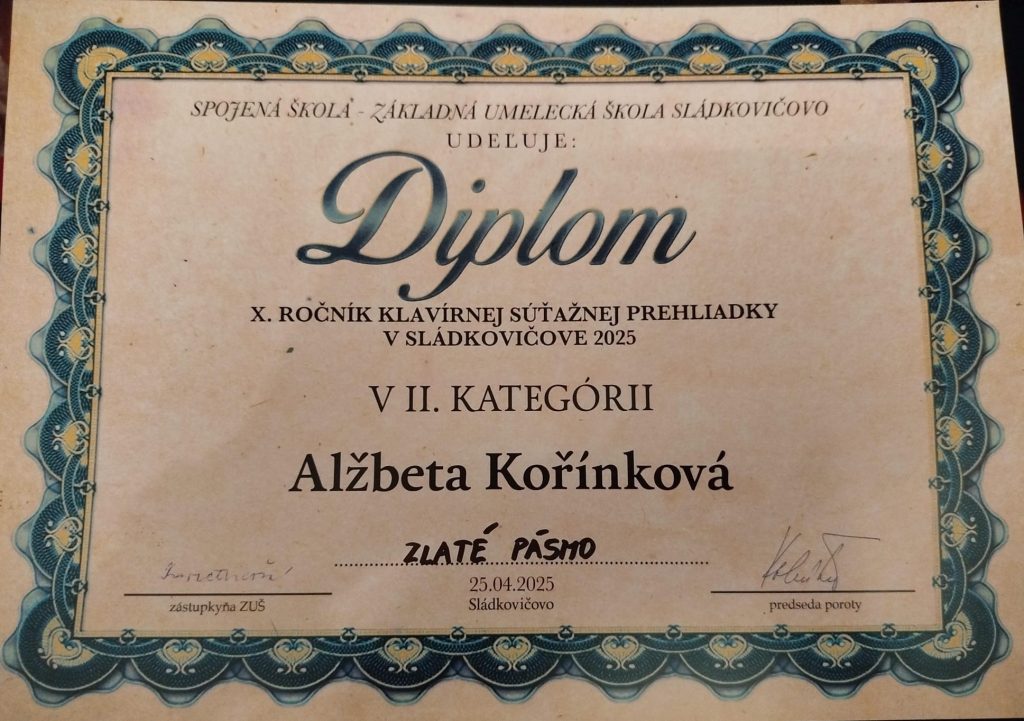 SPOJENÁ ŠKOLA - ZÁKLADNÁ UMELECKÁ ŠKOLA SLÁDKOVIČOVO
UDEĽUJE:
Diplom
X. ROČNÍK KLAVÍRNEJ SÚŤAŽNEJ PREHLIADKY
V SLÁDKOVIČOVE 2025
V II. KATEGÓRII
Alžbeta Kořínková
ZLATÉ PÁSMO
25.04.2025
Sládkovičovo
zástupkyňa ZUŠ
predseda poroty